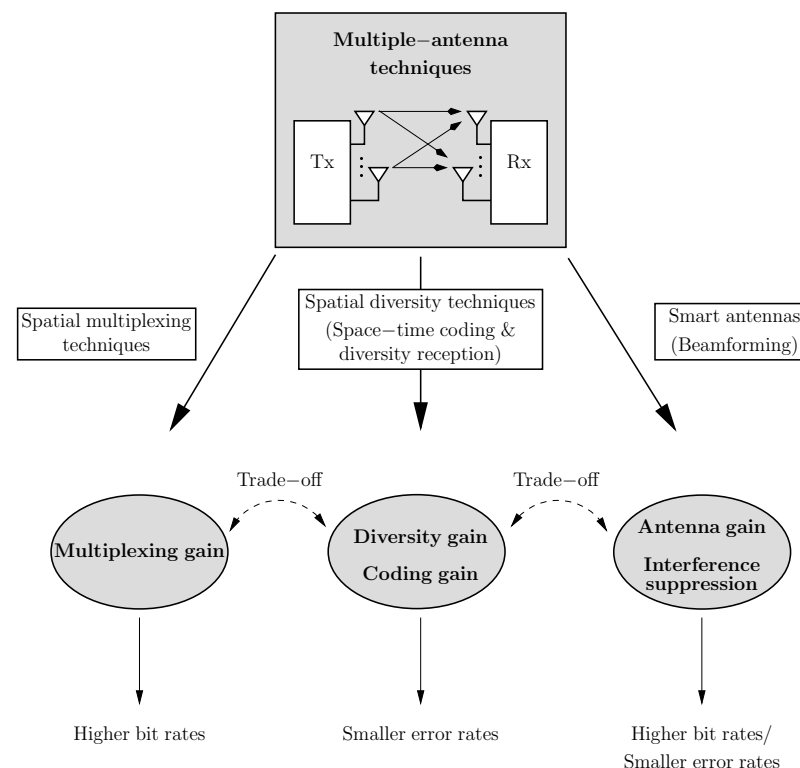 Multiple−antenna
techniques
Tx
Rx
Spatial multiplexing
techniques
Spatial diversity techniques
(Space−time coding &
diversity reception)
Smart antennas
(Beamforming)
Trade−off
Trade−off
Multiplexing gain
Diversity gain
Coding gain
Antenna gain
Interference
suppression
Higher bit rates
Smaller error rates
Higher bit rates/
Smaller error rates